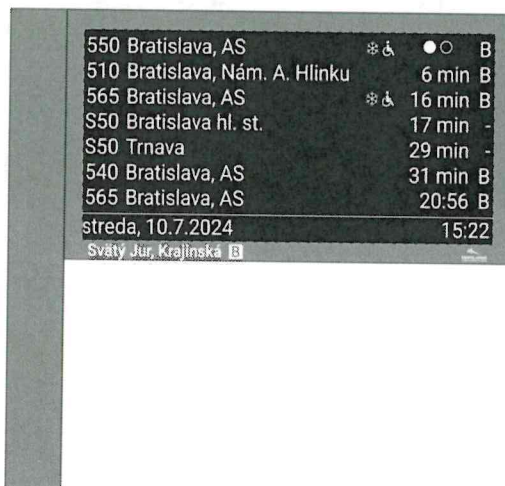 550 Bratislava, AS ❄♿ ●○ B
510 Bratislava, Nám. A. Hlinku 6 min B
565 Bratislava, AS ❄♿ 16 min B
S50 Bratislava hl. st. 17 min -
S50 Trnava 29 min -
540 Bratislava, AS 31 min B
565 Bratislava, AS 20:56 B
streda, 10.7.2024 15:22
Svätý Jur, Krajinská B